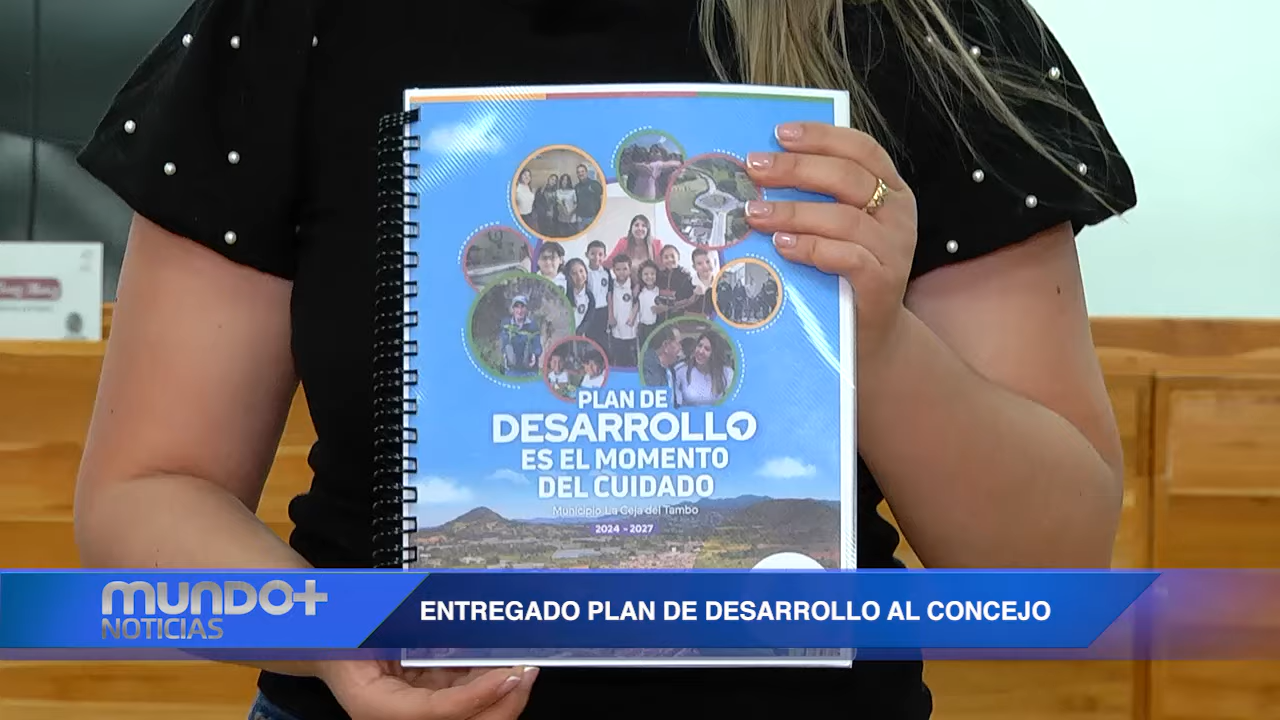 PLAN DE
DESARROLLO
ES EL MOMENTO
DEL CUIDADO
Municipio La Ceja del Tambo
2024 - 2027
mundo+
NOTICIAS
ENTREGADO PLAN DE DESARROLLO AL CONCEJO